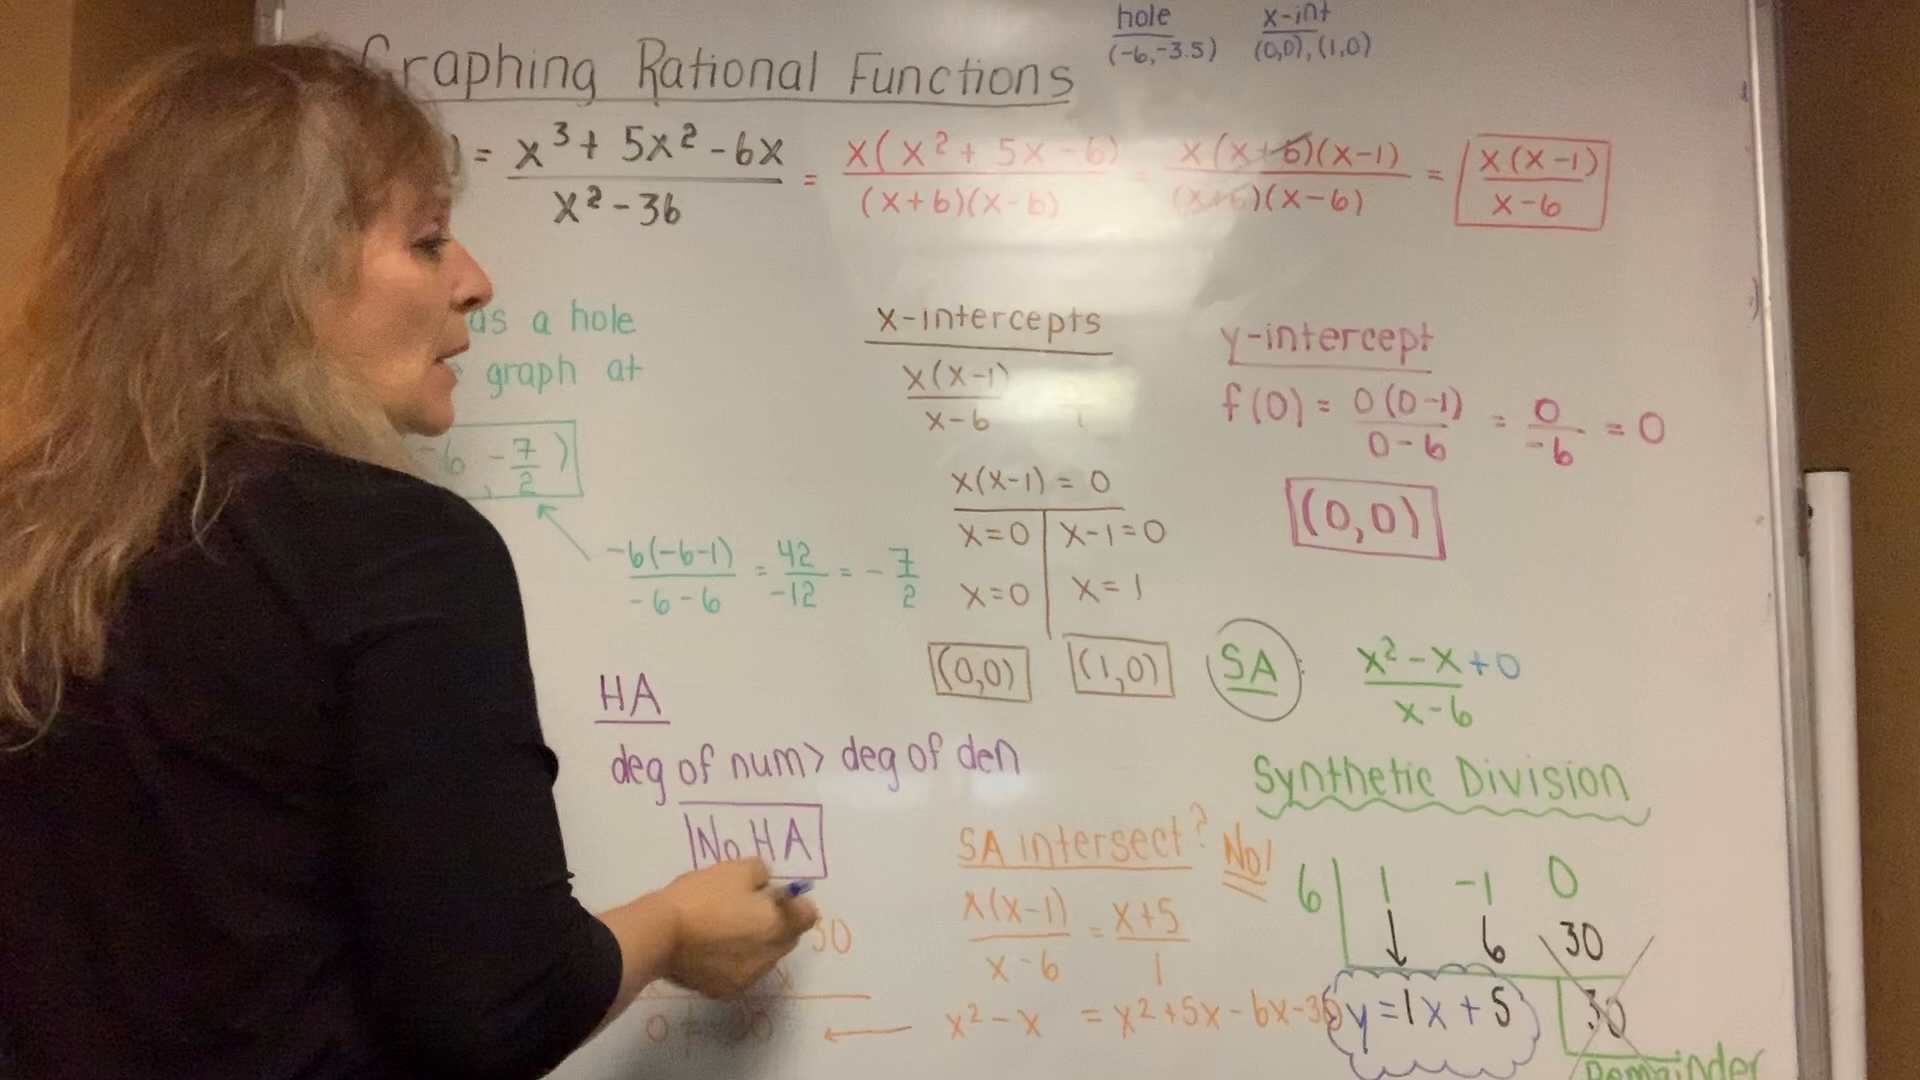 hole x-int
(-6,-3.5) (0,0),(1,0)
Graphing Rational Functions
) = x³ + 5x² - 6x / x² - 36 = x(x² + 5x - 6) / (x+6)(x-6) = x(x+6)(x-1) / (x+6)(x-6) = x(x-1) / x-6
as a hole
graph at
-6, -7/2)
-6(-6-1) / -6-6 = 42/-12 = -7/2
x-intercepts
x(x-1) / x-6
x(x-1) = 0
x=0 | x-1=0
x=0 | x=1
(0,0) (1,0)
y-intercept
f(0) = 0(0-1) / 0-6 = 0/-6 = 0
(0,0)
HA
deg of num > deg of den
No HA
SA x²-x+0 / x-6
Synthetic Division
6 | 1 -1 0
↓ 6 30
y=1x+5 30
Remainder
SA intersect? No!
x(x-1) / x-6 = x+5 / 1
x²-x = x²+5x-6x-30
30